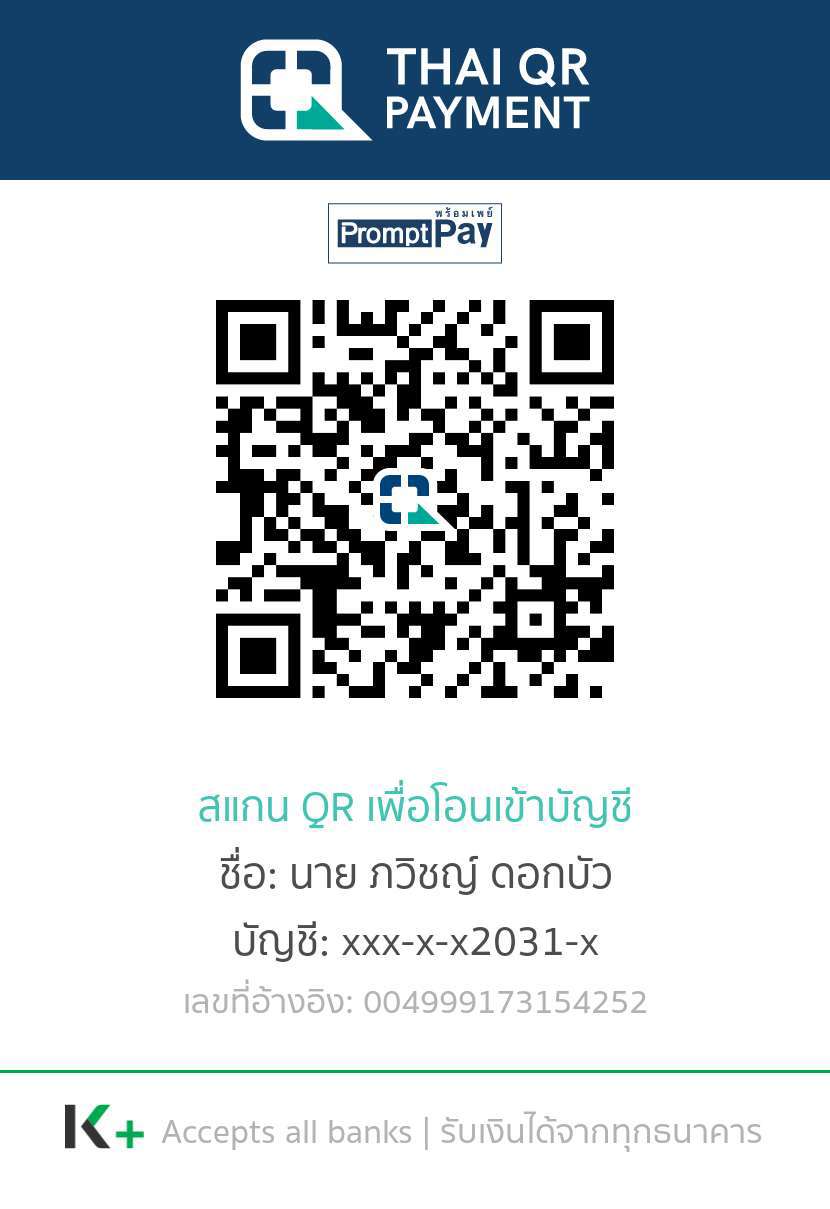 THAI QR
PAYMENT
พร้อมเพย์
PromptPay
สแกน QR เพื่อโอนเข้าบัญชี
ชื่อ: นาย ภวิชญ์ ดอกบัว
บัญชี: xxx-x-x2031-x
เลขที่อ้างอิง: 004999173154252
K+ Accepts all banks | รับเงินได้จากทุกธนาคาร